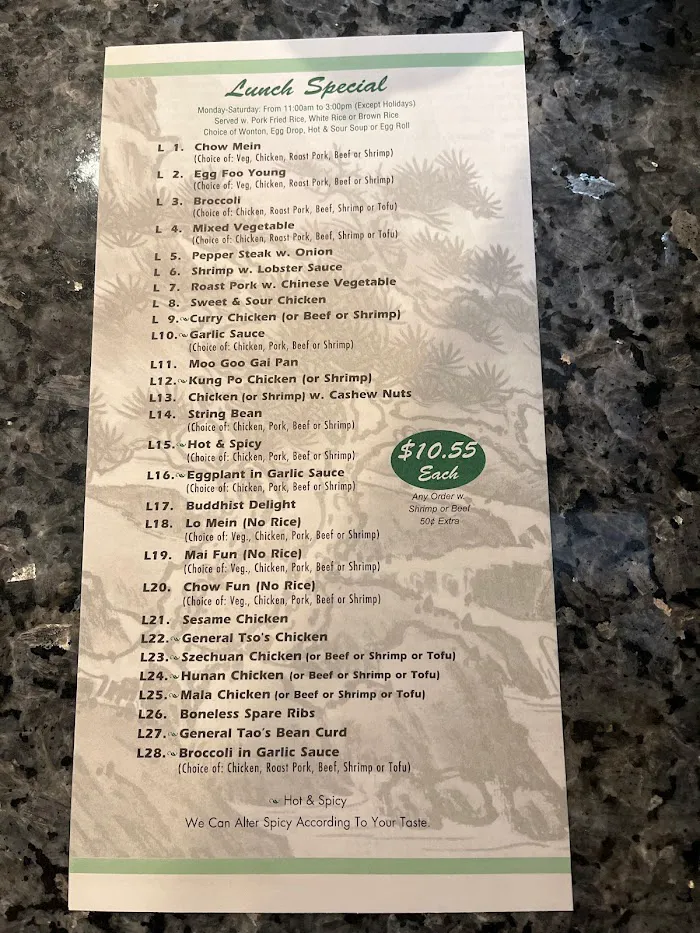 Lunch Special
Monday-Saturday: From 11:00am to 3:00pm (Except Holidays)
Served w. Pork Fried Rice, White Rice or Brown Rice
Choice of Wonton, Egg Drop, Hot & Sour Soup or Egg Roll
L 1. Chow Mein
(Choice of: Veg, Chicken, Roast Pork, Beef or Shrimp)
L 2. Egg Foo Young
(Choice of: Veg, Chicken, Roast Pork, Beef or Shrimp)
L 3. Broccoli
(Choice of: Chicken, Roast Pork, Beef, Shrimp or Tofu)
L 4. Mixed Vegetable
(Choice of: Chicken, Roast Pork, Beef, Shrimp or Tofu)
L 5. Pepper Steak w. Onion
L 6. Shrimp w. Lobster Sauce
L 7. Roast Pork w. Chinese Vegetable
L 8. Sweet & Sour Chicken
L 9. Curry Chicken (or Beef or Shrimp)
L10. Garlic Sauce
(Choice of: Chicken, Pork, Beef or Shrimp)
L11. Moo Goo Gai Pan
L12. Kung Po Chicken (or Shrimp)
L13. Chicken (or Shrimp) w. Cashew Nuts
L14. String Bean
(Choice of: Chicken, Pork, Beef or Shrimp)
L15. Hot & Spicy
(Choice of: Chicken, Pork, Beef or Shrimp)
L16. Eggplant in Garlic Sauce
(Choice of: Chicken, Pork, Beef or Shrimp)
$10.55
Each
Any Order w.
Shrimp or Beef
50¢ Extra
L17. Buddhist Delight
L18. Lo Mein (No Rice)
(Choice of: Veg., Chicken, Pork, Beef or Shrimp)
L19. Mai Fun (No Rice)
(Choice of: Veg., Chicken, Pork, Beef or Shrimp)
L20. Chow Fun (No Rice)
(Choice of: Veg., Chicken, Pork, Beef or Shrimp)
L21. Sesame Chicken
L22. General Tso's Chicken
L23. Szechuan Chicken (or Beef or Shrimp or Tofu)
L24. Hunan Chicken (or Beef or Shrimp or Tofu)
L25. Mala Chicken (or Beef or Shrimp or Tofu)
L26. Boneless Spare Ribs
L27. General Tao's Bean Curd
L28. Broccoli in Garlic Sauce
(Choice of: Chicken, Roast Pork, Beef, Shrimp or Tofu)
Hot & Spicy
We Can Alter Spicy According To Your Taste.